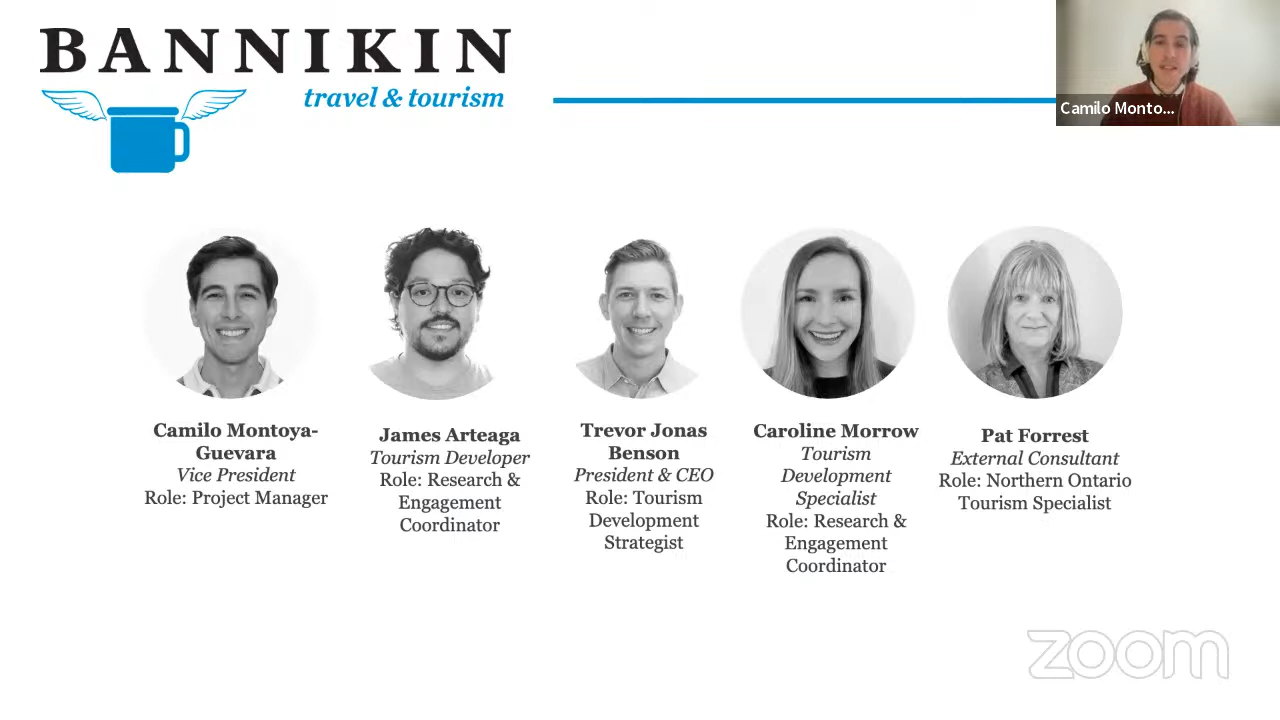 BANNIKIN
travel & tourism
Camilo Monto...
Camilo Montoya-
Guevara
Vice President
Role: Project Manager
James Arteaga
Tourism Developer
Role: Research &
Engagement
Coordinator
Trevor Jonas
Benson
President & CEO
Role: Tourism
Development
Strategist
Caroline Morrow
Tourism
Development
Specialist
Role: Research &
Engagement
Coordinator
Pat Forrest
External Consultant
Role: Northern Ontario
Tourism Specialist
zoom